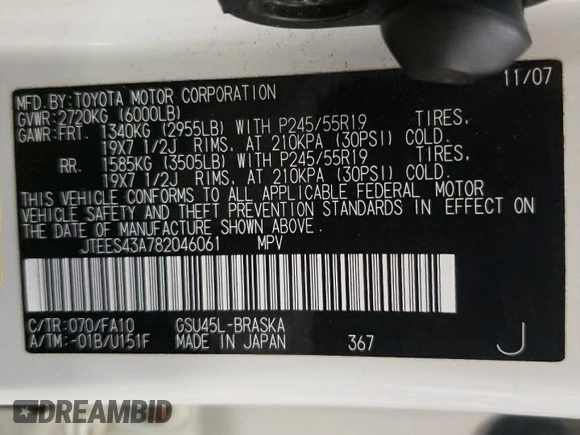 11/07
MFD.BY:TOYOTA MOTOR CORPORATION
GVWR:2720KG (6000LB)
GAWR:FRT. 1340KG (2955LB) WITH P245/55R19 TIRES,
19X7 1/2J RIMS, AT 210KPA (30PSI) COLD.
RR. 1585KG (3505LB) WITH P245/55R19 TIRES,
19X7 1/2J RIMS, AT 210KPA (30PSI) COLD.
THIS VEHICLE CONFORMS TO ALL APPLICABLE FEDERAL MOTOR
VEHICLE SAFETY AND THEFT PREVENTION STANDARDS IN EFFECT ON
THE DATE OF MANUFACTURE SHOWN ABOVE.
JTEES43A782046061 MPV
C/TR:070/FA10 GSU45L-BRASKA
A/TM:-01B/U151F MADE IN JAPAN 367 J
DREAMBID